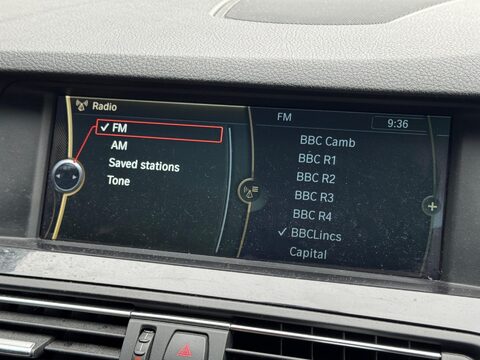 Radio
✓ FM
AM
Saved stations
Tone
FM
9:36
BBC Camb
BBC R1
BBC R2
BBC R3
BBC R4
✓ BBCLincs
Capital